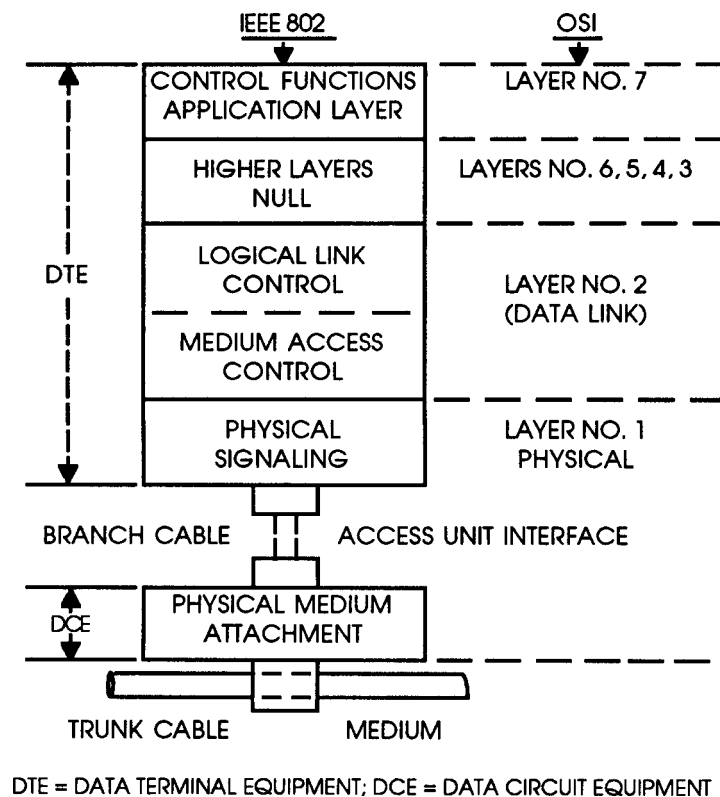 IEEE 802
OSI
CONTROL FUNCTIONS
APPLICATION LAYER
LAYER NO. 7
HIGHER LAYERS
NULL
LAYERS NO. 6, 5, 4, 3
DTE
LOGICAL LINK
CONTROL
LAYER NO. 2
(DATA LINK)
MEDIUM ACCESS
CONTROL
PHYSICAL
SIGNALING
LAYER NO. 1
PHYSICAL
BRANCH CABLE
ACCESS UNIT INTERFACE
DCE
PHYSICAL MEDIUM
ATTACHMENT
TRUNK CABLE
MEDIUM
DTE = DATA TERMINAL EQUIPMENT; DCE = DATA CIRCUIT EQUIPMENT